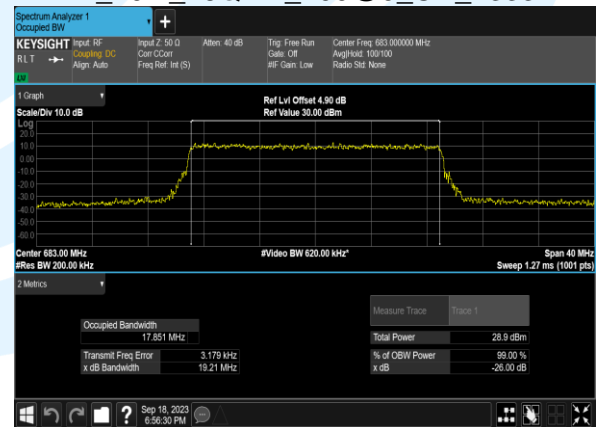 Spectrum Analyzer 1
Occupied BW
KEYSIGHT Input: RF Input Z: 50 Ω Atten: 40 dB Trig: Free Run Center Freq: 683.000000 MHz
RLT Coupling: DC Corr CCorr Gate: Off Avg|Hold: 100/100
Align: Auto Freq Ref: Int (S) #IF Gain: Low Radio Std: None
1 Graph
Ref Lvl Offset 4.90 dB
Scale/Div 10.0 dB Ref Value 30.00 dBm
Log
20.0
10.0
0.00
-10.0
-20.0
-30.0
-40.0
-50.0
-60.0
Center 683.00 MHz #Video BW 620.00 kHz* Span 40 MHz
#Res BW 200.00 kHz Sweep 1.27 ms (1001 pts)
2 Metrics
Measure Trace Trace 1
Occupied Bandwidth
17.851 MHz Total Power 28.9 dBm
Transmit Freq Error 3.179 kHz % of OBW Power 99.00 %
x dB Bandwidth 19.21 MHz x dB -26.00 dB
Sep 18, 2023
6:56:30 PM